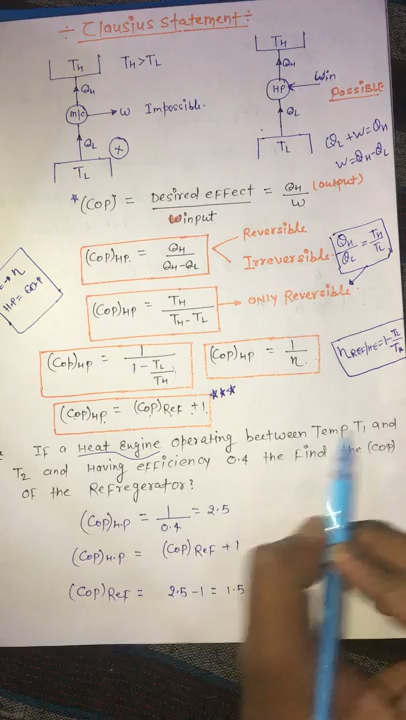 ÷ Clausius Statement ÷
TH
TH > TL
QH
m/c
W Impossible.
QL
TL
TH
QH
Win
HP
Possible
QL
TL
QL + W = QH
W = QH - QL
*(COP) = Desired effect / Winput = QH / W (output)
(COP)HP. = QH / QH - QL
Reversible
Irreversible
QH / QL = TH / TL
→ η
H.P =
(COP)HP = TH / TH - TL
→ ONLY Reversible
(COP)HP = 1 / 1 - TL / TH
(COP)HP = 1 / η
ηRef/HE = 1 - TL / TH
(COP)HP = (COP)Ref + 1
***
If a Heat Engine operating beetween Temp T1 and
T2 and Having efficiency 0.4 the find the (COP)
of the Refregerator?
(COP)H.P = 1 / 0.4 = 2.5
(COP)H.P = (COP)Ref + 1
(COP)Ref = 2.5 - 1 = 1.5